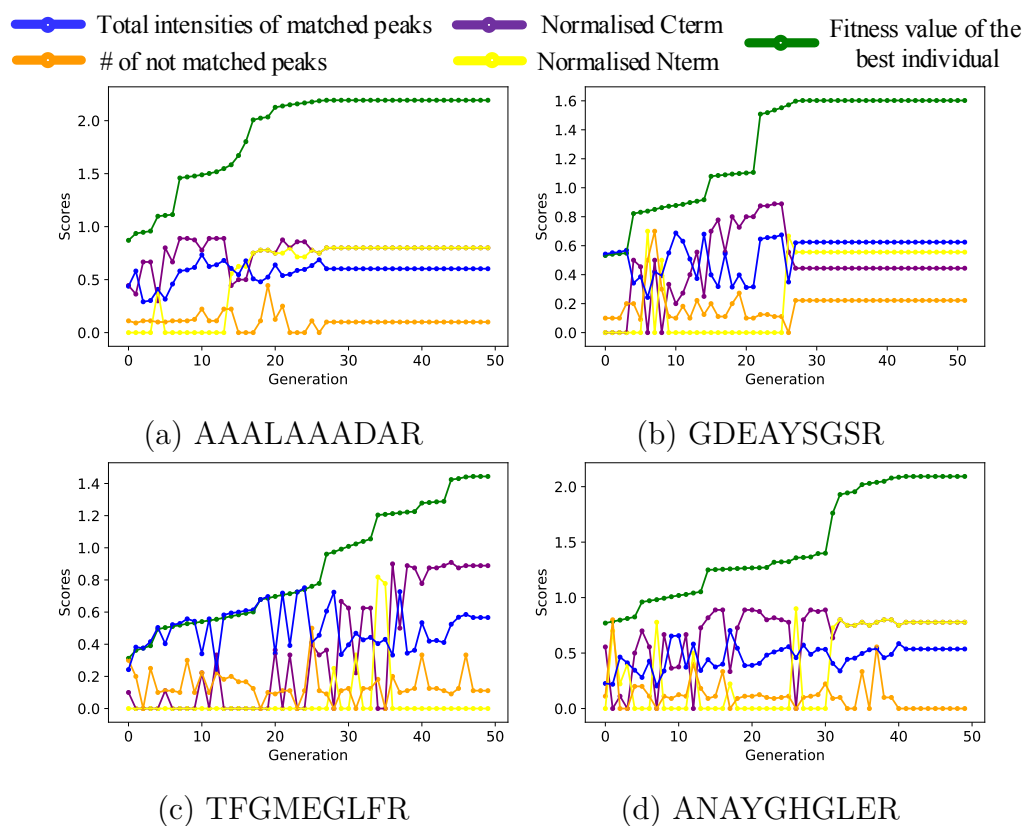 Total intensities of matched peaks
Normalised Cterm
Fitness value of the
best individual
# of not matched peaks
Normalised Nterm
Scores
2.0
1.5
1.0
0.5
0.0
0 10 20 30 40 50
Generation
(a) AAALAAADAR
Scores
1.6
1.4
1.2
1.0
0.8
0.6
0.4
0.2
0.0
0 10 20 30 40 50
Generation
(b) GDEAYSGSR
Scores
1.4
1.2
1.0
0.8
0.6
0.4
0.2
0.0
0 10 20 30 40 50
Generation
(c) TFGMEGLFR
Scores
2.0
1.5
1.0
0.5
0.0
0 10 20 30 40 50
Generation
(d) ANAYGHGLER